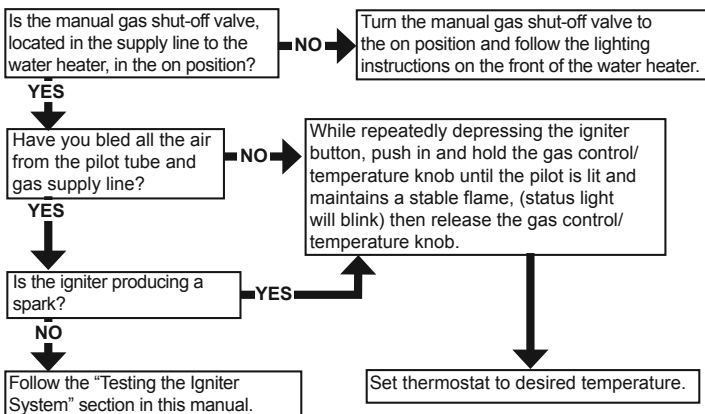 Is the manual gas shut-off valve,
located in the supply line to the
water heater, in the on position?
NO
Turn the manual gas shut-off valve to
the on position and follow the lighting
instructions on the front of the water heater.
YES
Have you bled all the air
from the pilot tube and
gas supply line?
NO
While repeatedly depressing the igniter
button, push in and hold the gas control/
temperature knob until the pilot is lit and
maintains a stable flame, (status light
will blink) then release the gas control/
temperature knob.
YES
Is the igniter producing a
spark?
YES
NO
Follow the “Testing the Igniter
System” section in this manual.
Set thermostat to desired temperature.